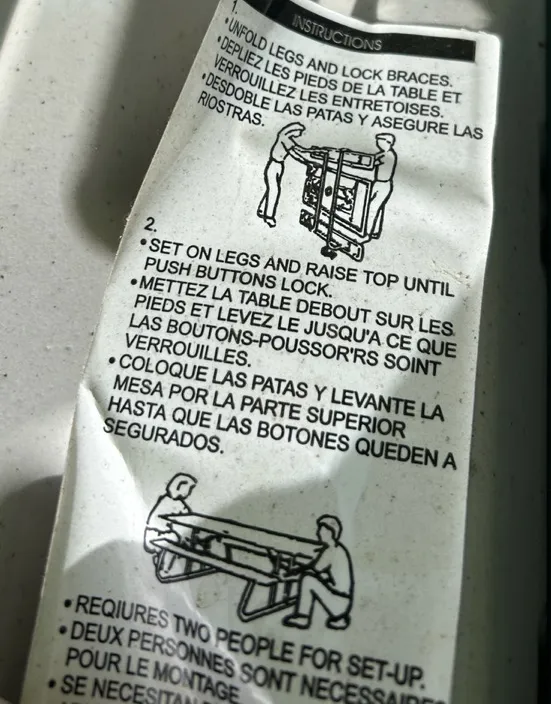 1.
INSTRUCTIONS
•UNFOLD LEGS AND LOCK BRACES.
•DEPLIEZ LES PIEDS DE LA TABLE ET
VERROUILLEZ LES ENTRETOISES.
•DESDOBLE LAS PATAS Y ASEGURE LAS
RIOSTRAS.
2.
•SET ON LEGS AND RAISE TOP UNTIL
PUSH BUTTONS LOCK.
•METTEZ LA TABLE DEBOUT SUR LES
PIEDS ET LEVEZ LE JUSQU'A CE QUE
LAS BOUTONS-POUSSOR'RS SOINT
VERROUILLES.
•COLOQUE LAS PATAS Y LEVANTE LA
MESA POR LA PARTE SUPERIOR
HASTA QUE LAS BOTONES QUEDEN A
SEGURADOS.
•REQIURES TWO PEOPLE FOR SET-UP.
•DEUX PERSONNES SONT NECESSAIRES
POUR LE MONTAGE
•SE NECESITAN